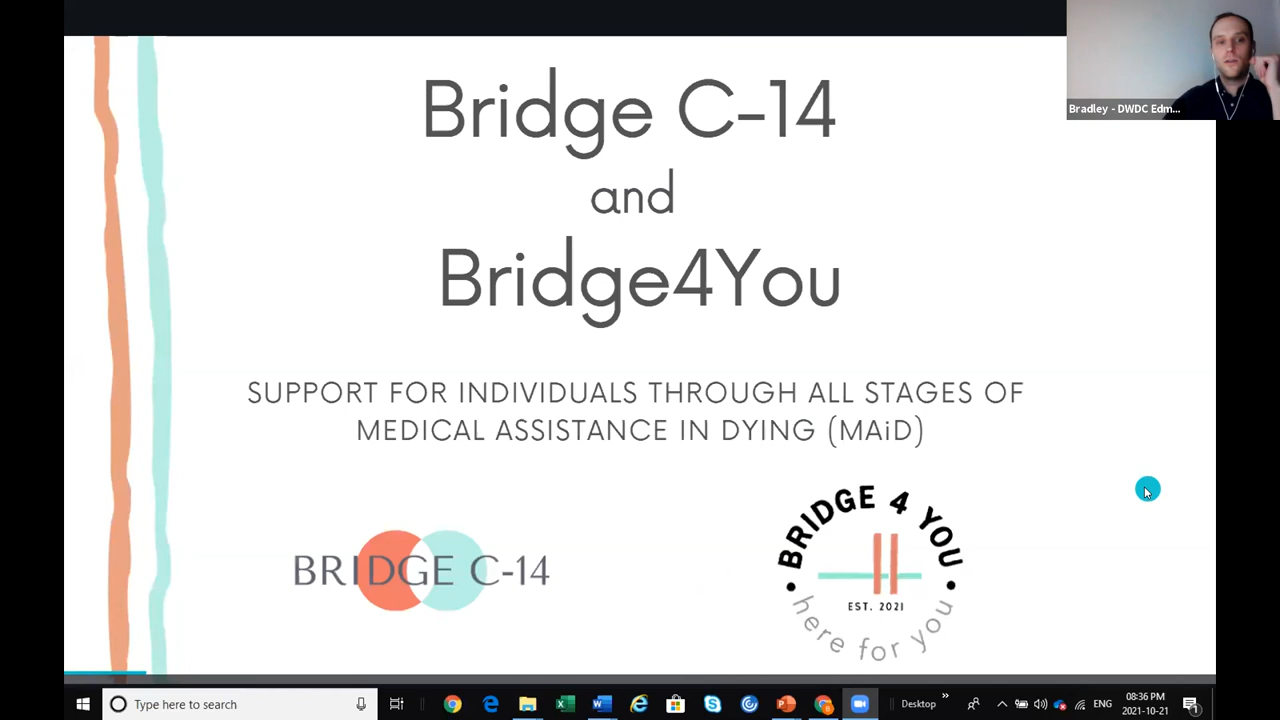 Bridge C-14
and
Bridge4You
SUPPORT FOR INDIVIDUALS THROUGH ALL STAGES OF
MEDICAL ASSISTANCE IN DYING (MAiD)
BRIDGE C-14
BRIDGE 4 YOU
EST. 2021
here for you
Bradley - DWDC Edm...
Type here to search
Desktop
ENG
08:36 PM
2021-10-21